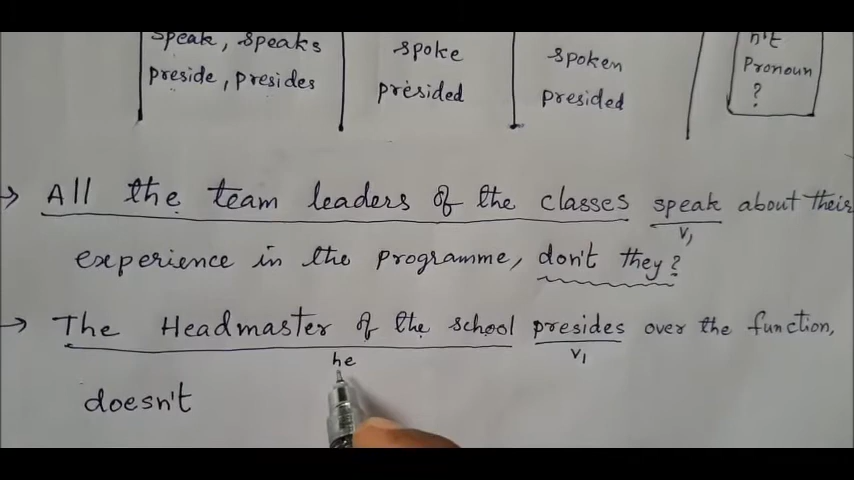 speak, speaks spoke spoken n't
preside, presides presided presided Pronoun
?
→ All the team leaders of the classes speak about their
V1
experience in the programme, don't they?
→ The Headmaster of the school presides over the function,
he V1
doesn't